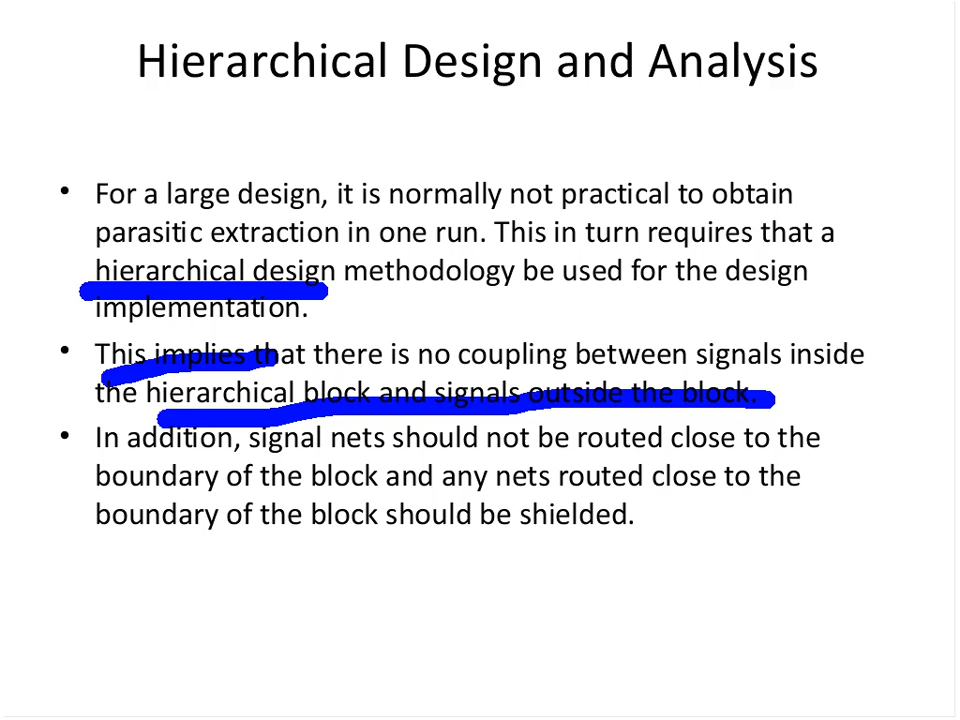 Hierarchical Design and Analysis
• For a large design, it is normally not practical to obtain
parasitic extraction in one run. This in turn requires that a
hierarchical design methodology be used for the design
implementation.
• This implies that there is no coupling between signals inside
the hierarchical block and signals outside the block.
• In addition, signal nets should not be routed close to the
boundary of the block and any nets routed close to the
boundary of the block should be shielded.